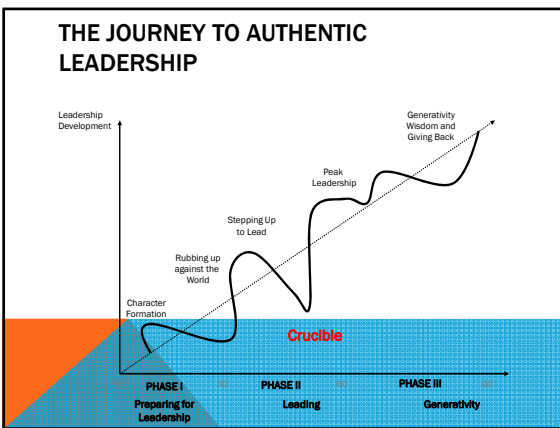 THE JOURNEY TO AUTHENTIC
LEADERSHIP
Leadership
Development
Generativity
Wisdom and
Giving Back
Peak
Leadership
Stepping Up
to Lead
Rubbing up
against the
World
Character
Formation
Crucible
PHASE I
PHASE II
PHASE III
Preparing for
Leadership
Leading
Generativity